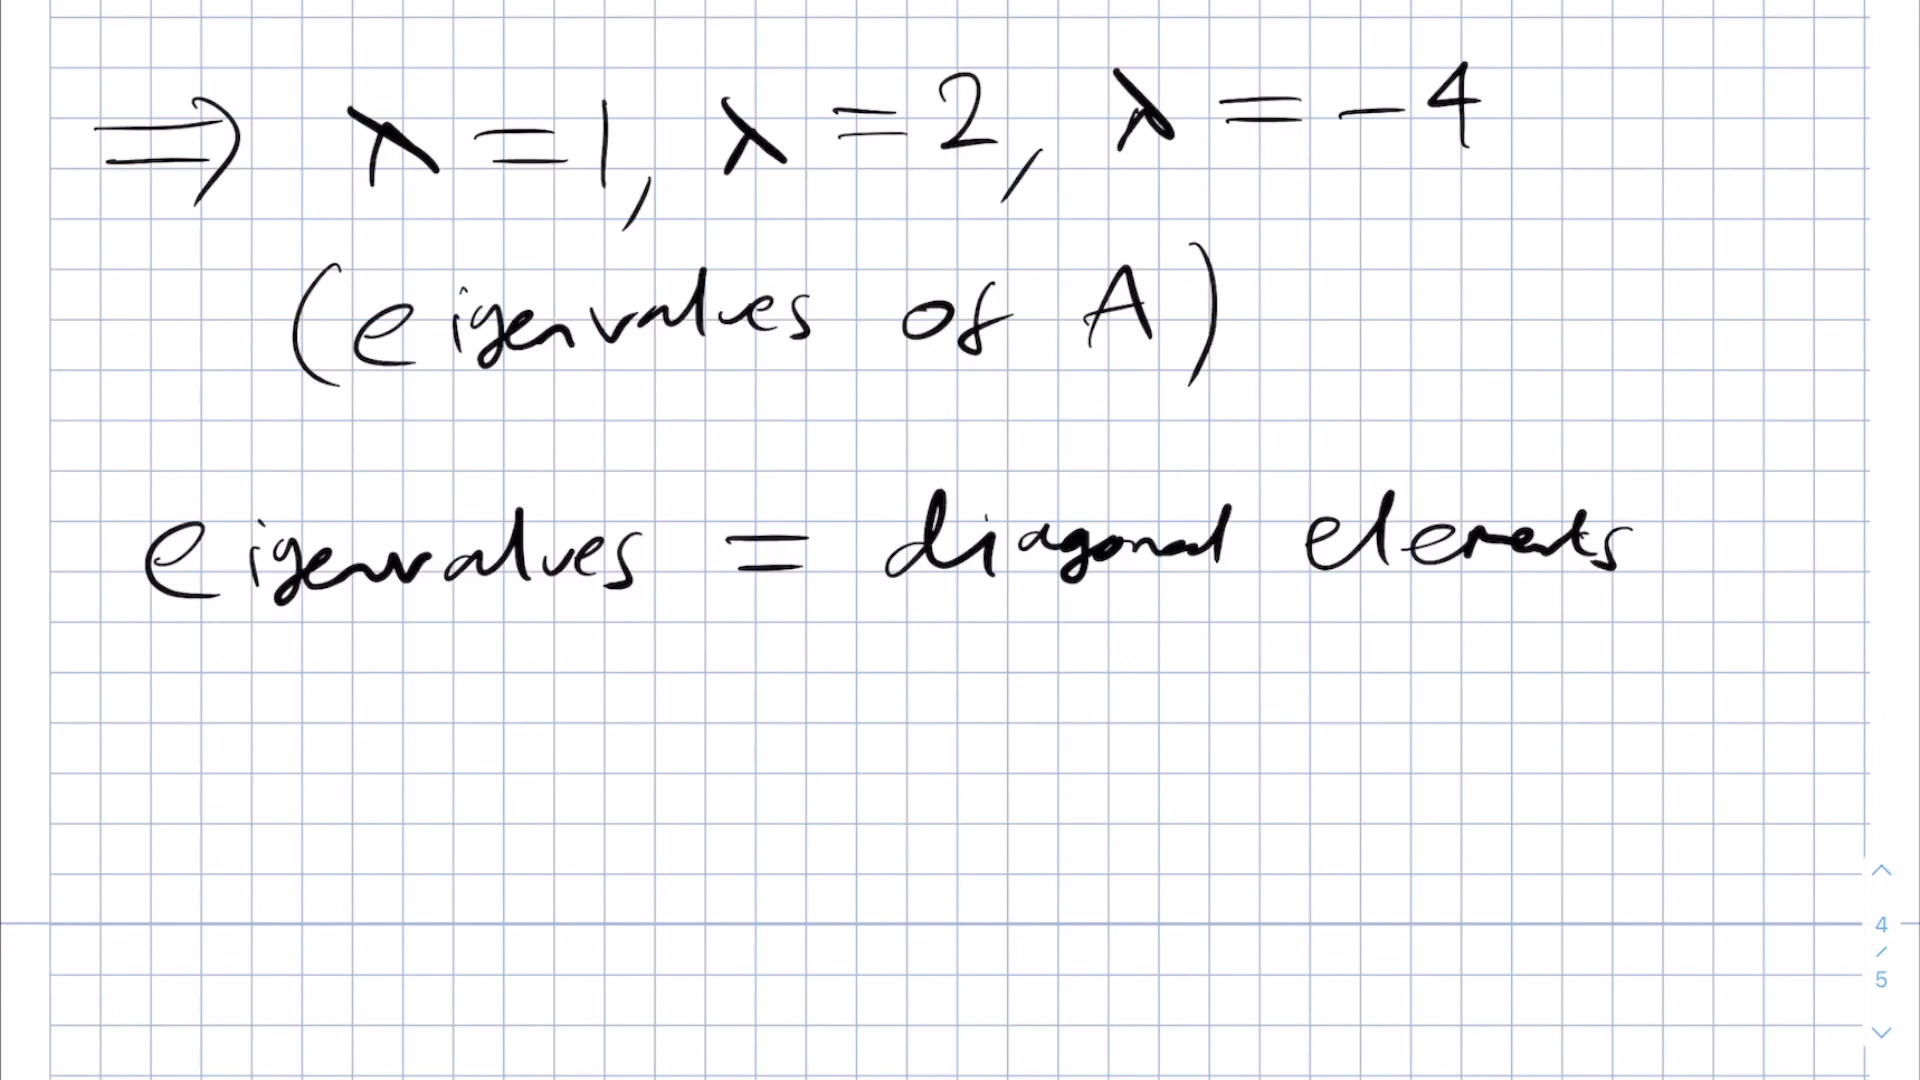 ⇒ λ = 1, λ = 2, λ = -4
(eigenvalues of A)
eigenvalues = diagonal elements
4
/
5